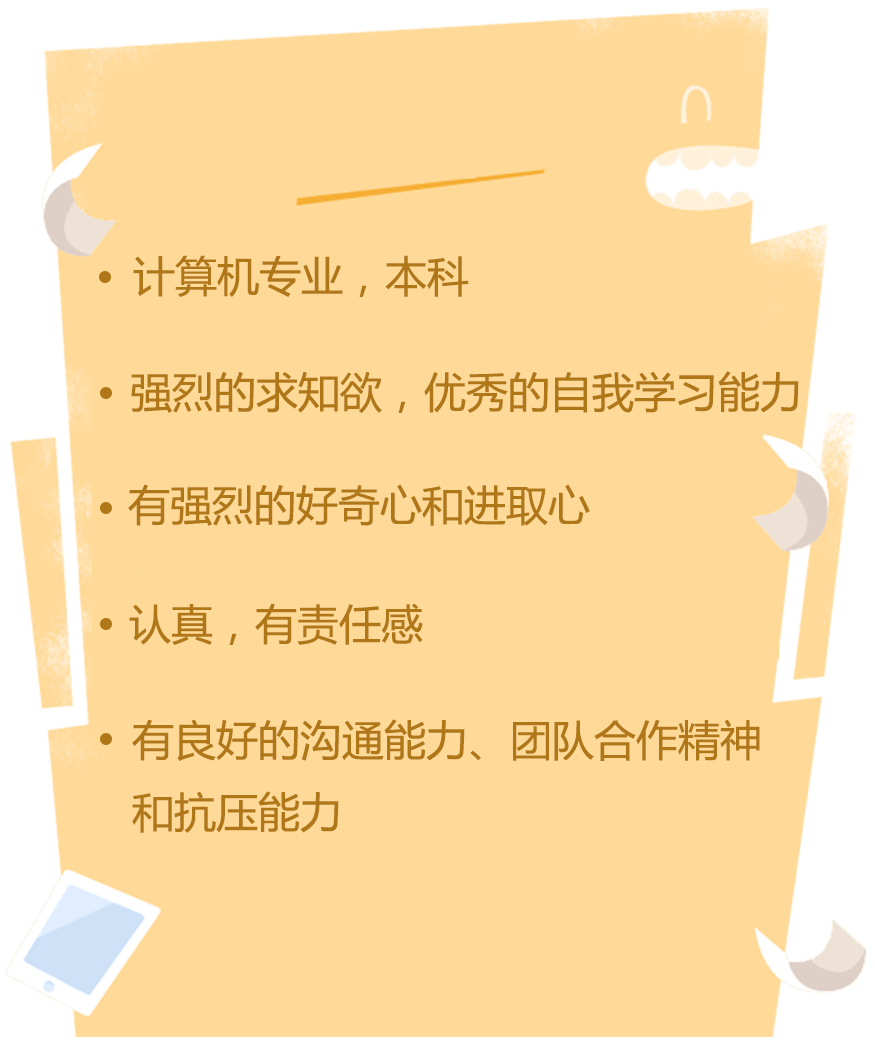 • 计算机专业，本科
• 强烈的求知欲，优秀的自我学习能力
• 有强烈的好奇心和进取心
• 认真，有责任感
• 有良好的沟通能力、团队合作精神
和抗压能力